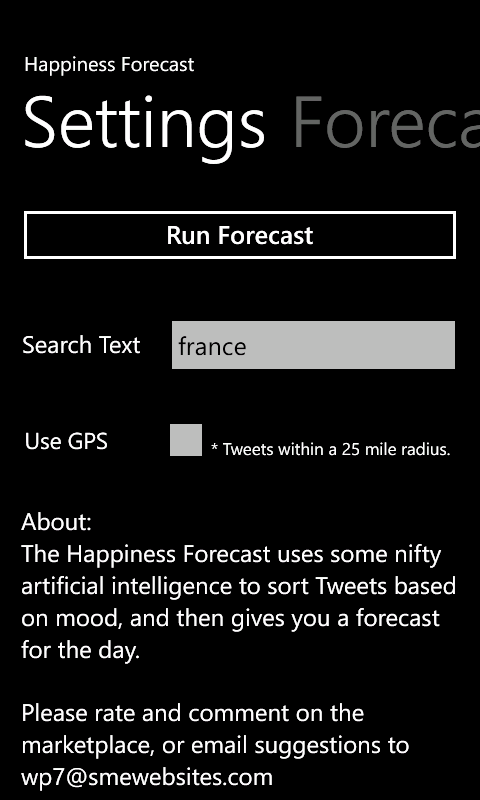 Happiness Forecast
Settings Foreca
Run Forecast
Search Text france
Use GPS * Tweets within a 25 mile radius.
About:
The Happiness Forecast uses some nifty
artificial intelligence to sort Tweets based
on mood, and then gives you a forecast
for the day.
Please rate and comment on the
marketplace, or email suggestions to
wp7@smewebsites.com